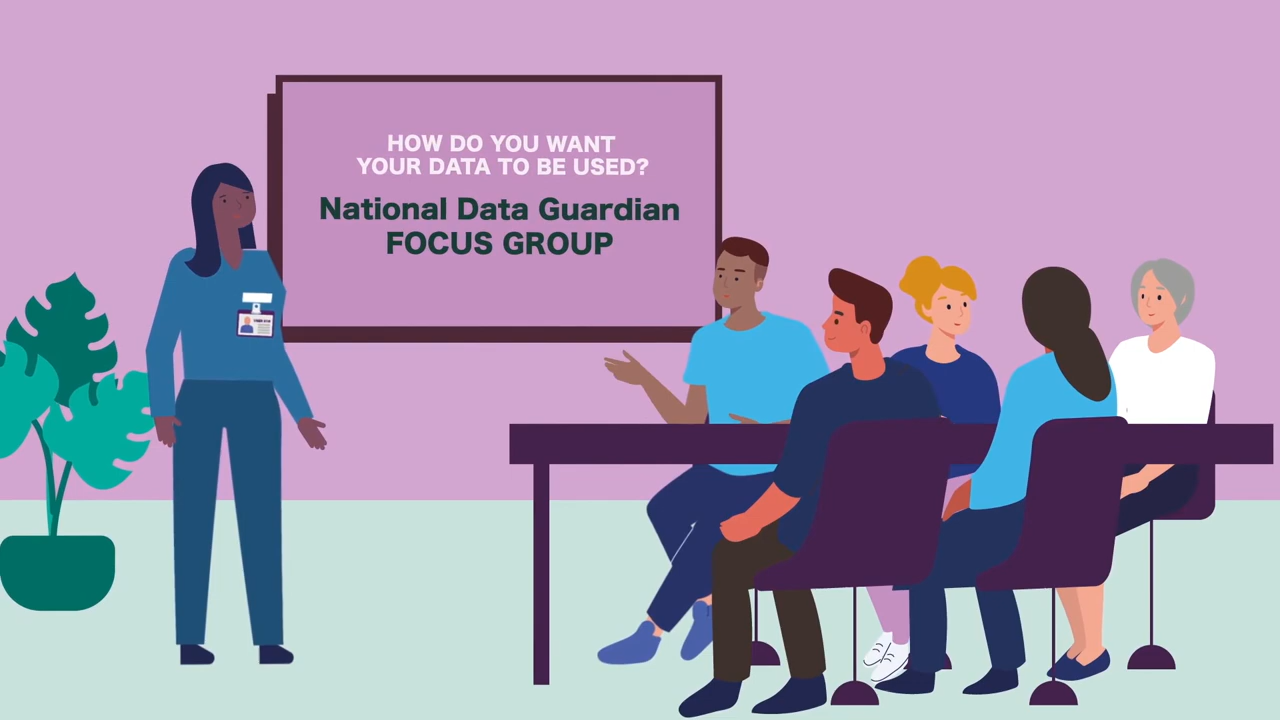 HOW DO YOU WANT
YOUR DATA TO BE USED?
National Data Guardian
FOCUS GROUP